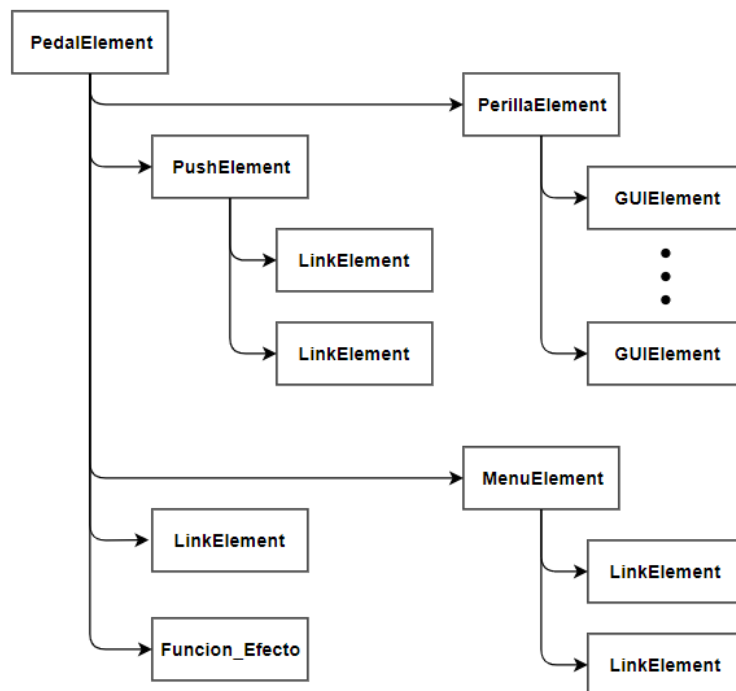 PedalElement
PerillaElement
PushElement
GUIElement
LinkElement
LinkElement
GUIElement
MenuElement
LinkElement
LinkElement
Funcion_Efecto
LinkElement